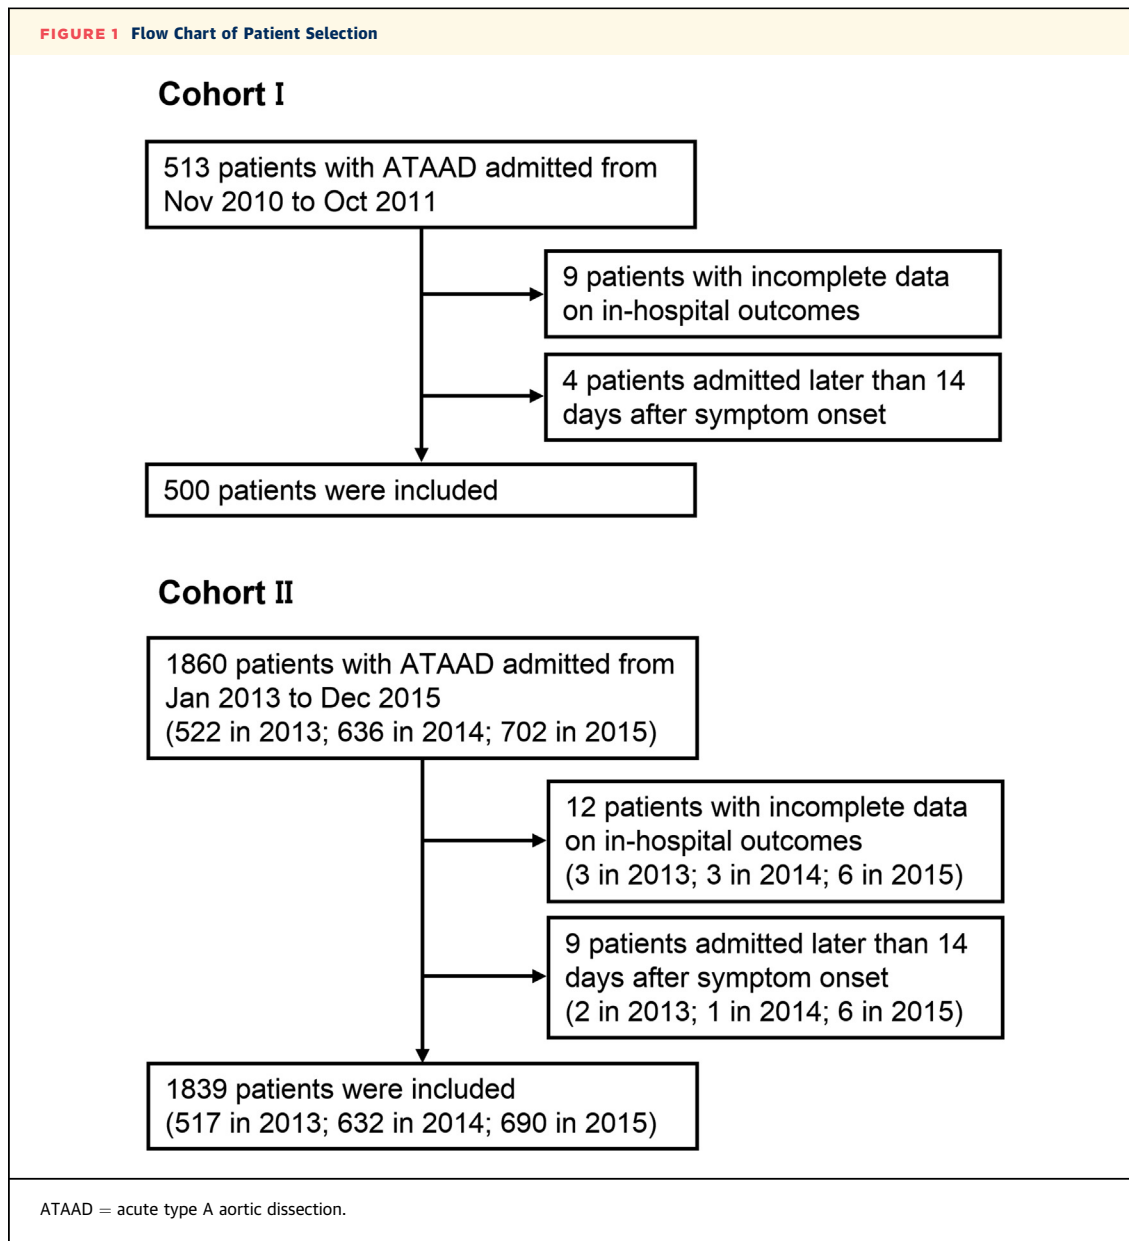 FIGURE 1 Flow Chart of Patient Selection
Cohort I
513 patients with ATAAD admitted from
Nov 2010 to Oct 2011
9 patients with incomplete data
on in-hospital outcomes
4 patients admitted later than 14
days after symptom onset
500 patients were included
Cohort II
1860 patients with ATAAD admitted from
Jan 2013 to Dec 2015
(522 in 2013; 636 in 2014; 702 in 2015)
12 patients with incomplete data
on in-hospital outcomes
(3 in 2013; 3 in 2014; 6 in 2015)
9 patients admitted later than 14
days after symptom onset
(2 in 2013; 1 in 2014; 6 in 2015)
1839 patients were included
(517 in 2013; 632 in 2014; 690 in 2015)
ATAAD = acute type A aortic dissection.